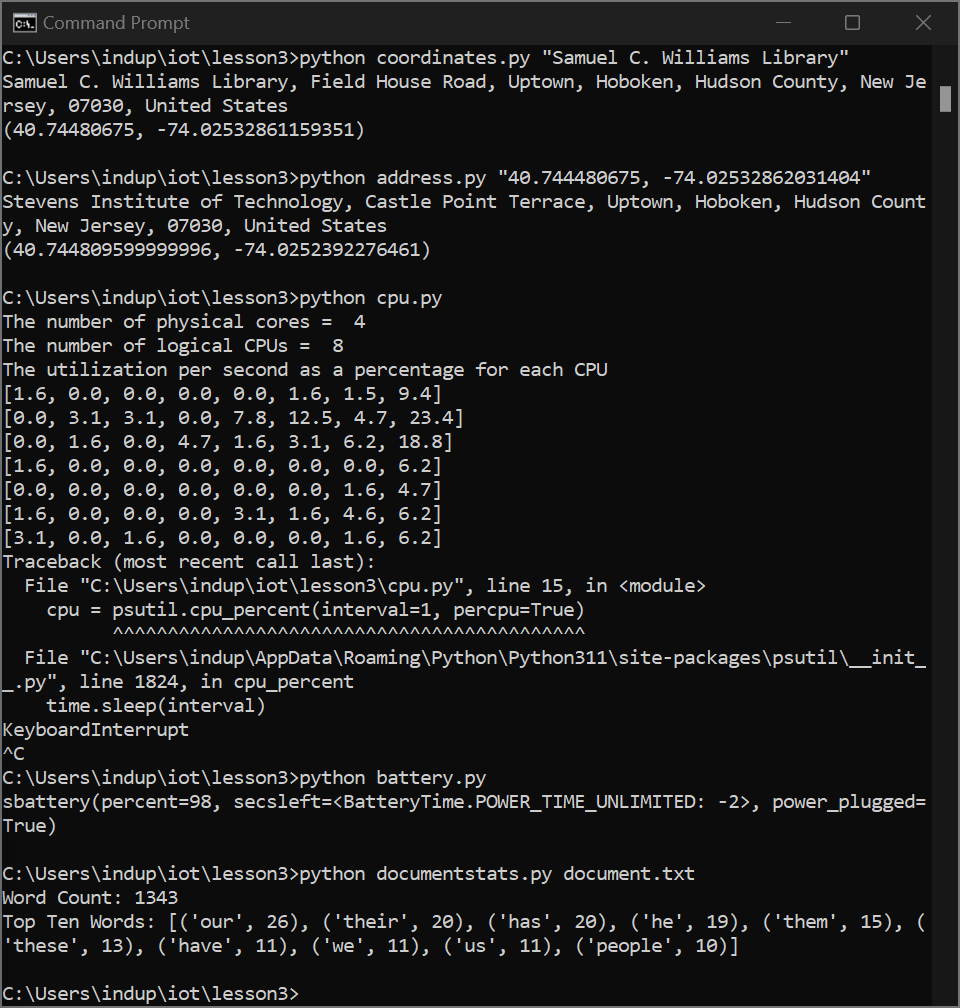 Command Prompt
C:\Users\indup\iot\lesson3>python coordinates.py "Samuel C. Williams Library"
Samuel C. Williams Library, Field House Road, Uptown, Hoboken, Hudson County, New Je
rsey, 07030, United States
(40.74480675, -74.02532861159351)

C:\Users\indup\iot\lesson3>python address.py "40.744480675, -74.02532862031404"
Stevens Institute of Technology, Castle Point Terrace, Uptown, Hoboken, Hudson Count
y, New Jersey, 07030, United States
(40.744809599999996, -74.0252392276461)

C:\Users\indup\iot\lesson3>python cpu.py
The number of physical cores =  4
The number of logical CPUs =  8
The utilization per second as a percentage for each CPU
[1.6, 0.0, 0.0, 0.0, 0.0, 1.6, 1.5, 9.4]
[0.0, 3.1, 3.1, 0.0, 7.8, 12.5, 4.7, 23.4]
[0.0, 1.6, 0.0, 4.7, 1.6, 3.1, 6.2, 18.8]
[1.6, 0.0, 0.0, 0.0, 0.0, 0.0, 0.0, 6.2]
[0.0, 0.0, 0.0, 0.0, 0.0, 0.0, 1.6, 4.7]
[1.6, 0.0, 0.0, 0.0, 3.1, 1.6, 4.6, 6.2]
[3.1, 0.0, 1.6, 0.0, 0.0, 0.0, 1.6, 6.2]
Traceback (most recent call last):
  File "C:\Users\indup\iot\lesson3\cpu.py", line 15, in <module>
    cpu = psutil.cpu_percent(interval=1, percpu=True)
          ^^^^^^^^^^^^^^^^^^^^^^^^^^^^^^^^^^^^^^^^^^^
  File "C:\Users\indup\AppData\Roaming\Python\Python311\site-packages\psutil\__init_
_.py", line 1824, in cpu_percent
    time.sleep(interval)
KeyboardInterrupt
^C
C:\Users\indup\iot\lesson3>python battery.py
sbattery(percent=98, secsleft=<BatteryTime.POWER_TIME_UNLIMITED: -2>, power_plugged=
True)

C:\Users\indup\iot\lesson3>python documentstats.py document.txt
Word Count: 1343
Top Ten Words: [('our', 26), ('their', 20), ('has', 20), ('he', 19), ('them', 15), (
'these', 13), ('have', 11), ('we', 11), ('us', 11), ('people', 10)]

C:\Users\indup\iot\lesson3>